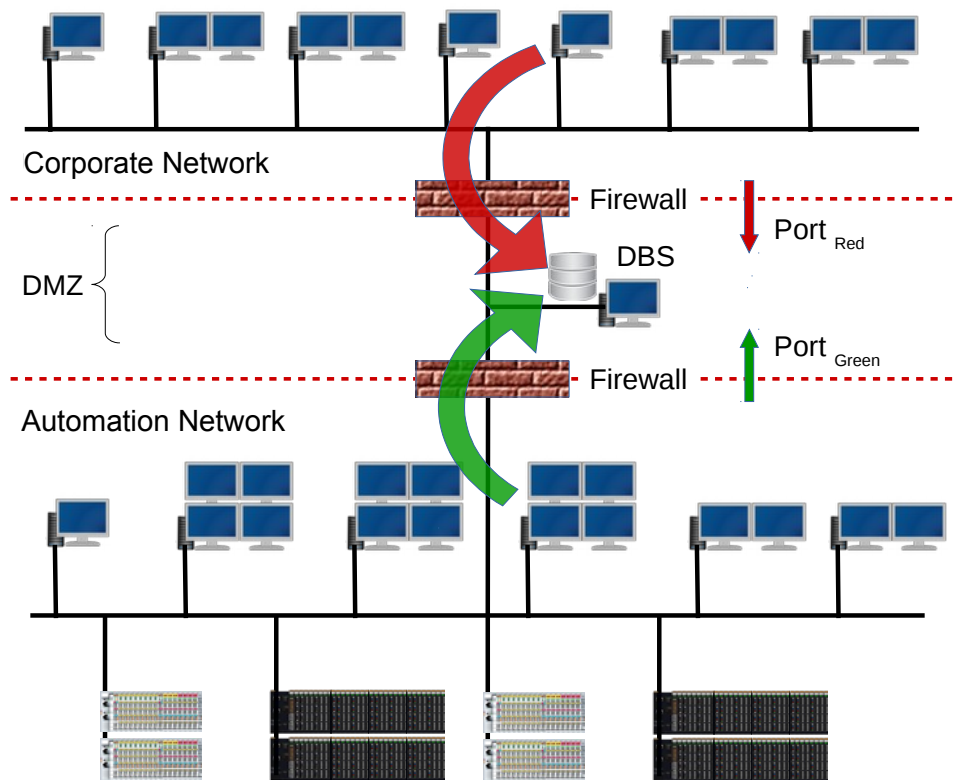 Corporate Network
Firewall
Port Red
DBS
DMZ
Port Green
Firewall
Automation Network